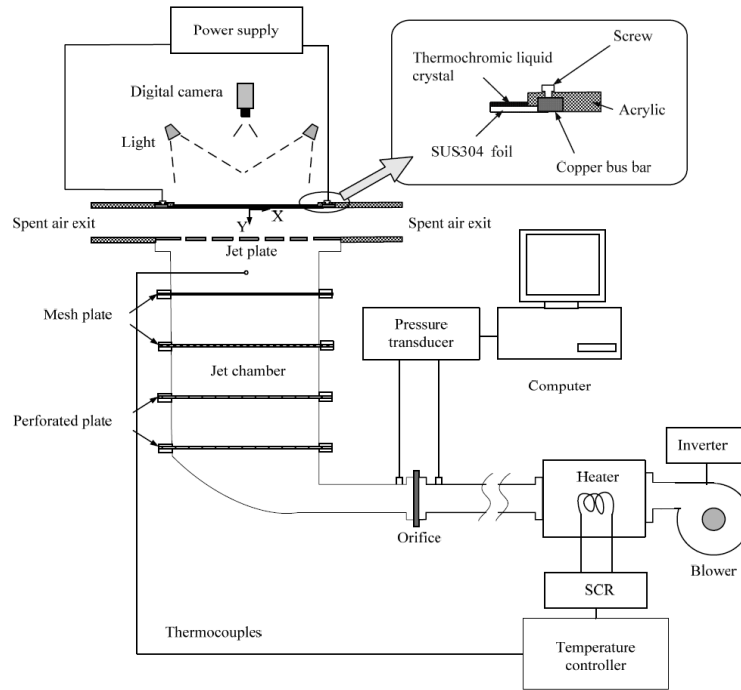 Power supply
Digital camera
Light
Thermochromic liquid
crystal
Screw
Acrylic
SUS304 foil
Copper bus bar
Spent air exit
Y
X
Spent air exit
Jet plate
Mesh plate
Jet chamber
Perforated plate
Pressure
transducer
Computer
Inverter
Heater
Orifice
Blower
SCR
Thermocouples
Temperature
controller